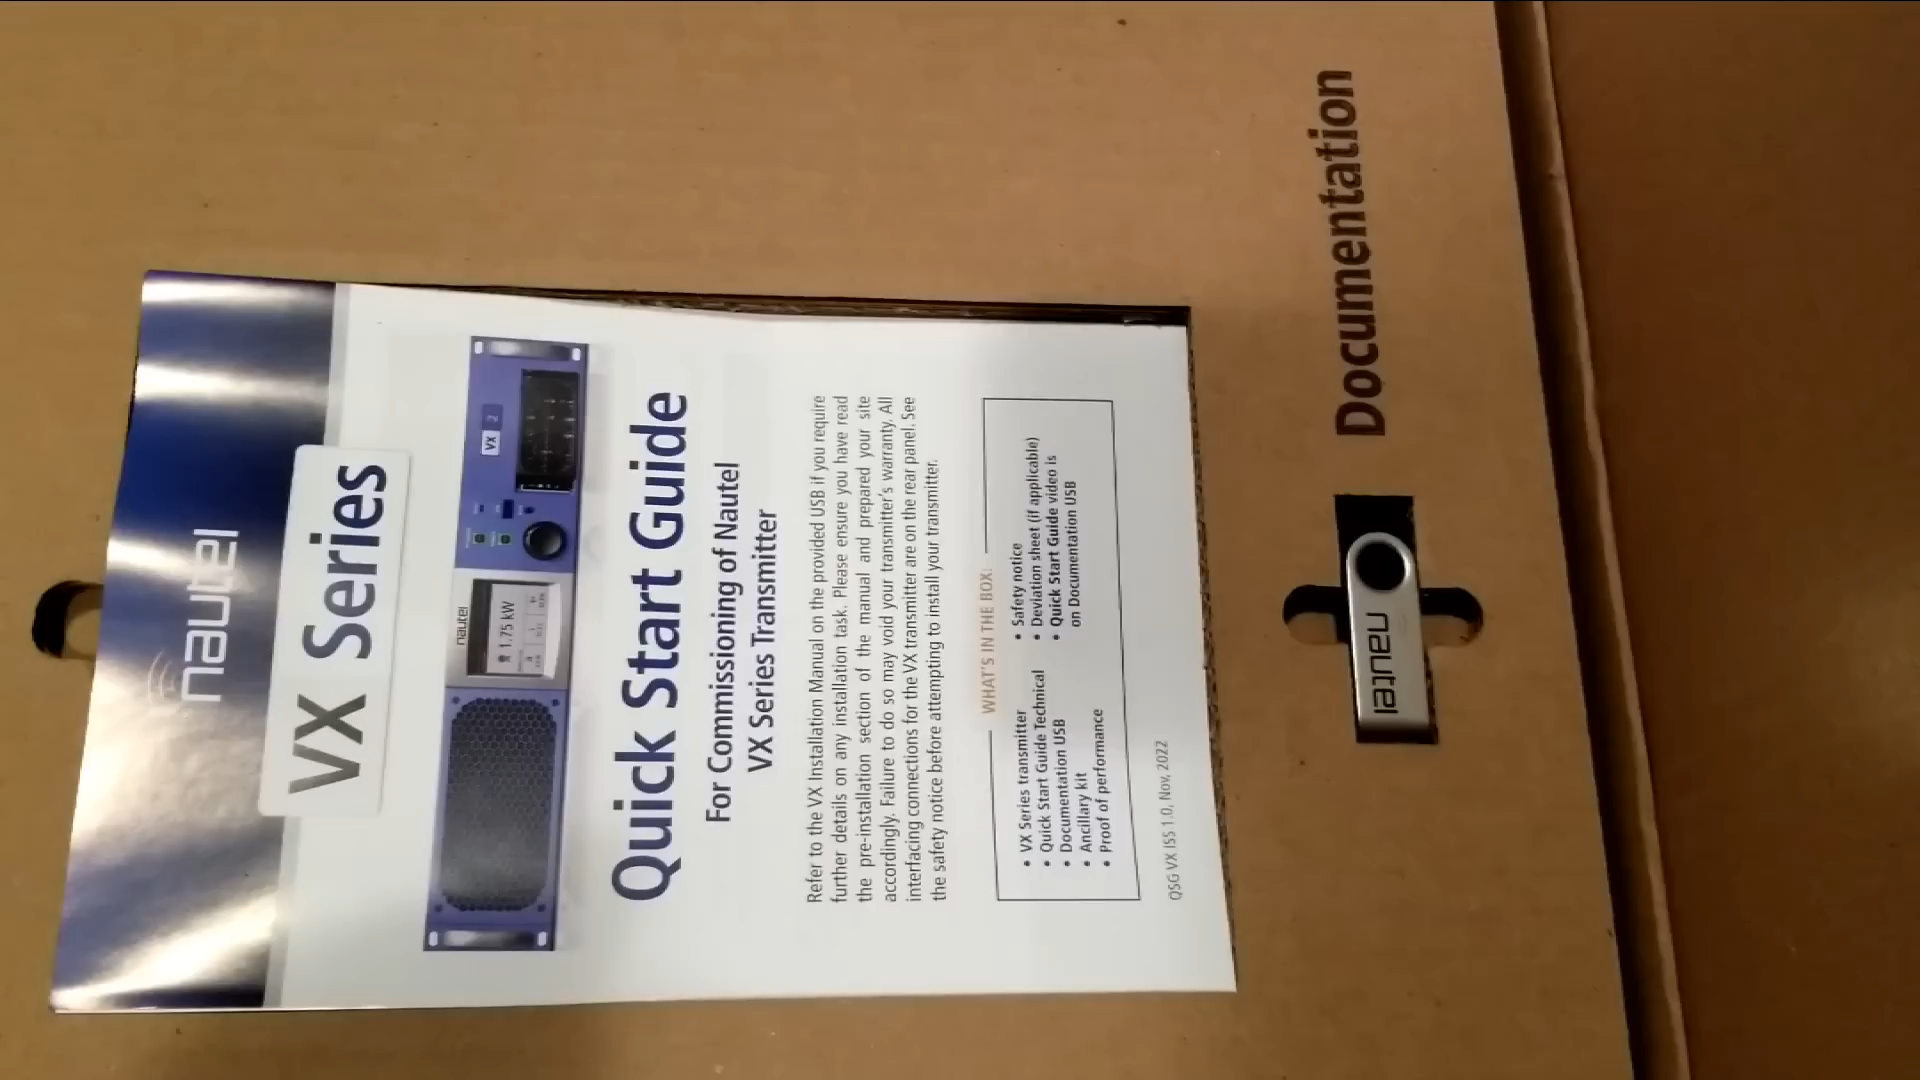 nautel
VX Series
nautel
1.75 kW
VX 2
Quick Start Guide
For Commissioning of Nautel
VX Series Transmitter
Refer to the VX Installation Manual on the provided USB if you require
further details on any installation task. Please ensure you have read
the pre-installation section of the manual and prepared your site
accordingly. Failure to do so may void your transmitter's warranty. All
interfacing connections for the VX transmitter are on the rear panel. See
the safety notice before attempting to install your transmitter.
WHAT'S IN THE BOX:
• VX Series transmitter
• Quick Start Guide Technical
• Documentation USB
• Ancillary kit
• Proof of performance
• Safety notice
• Deviation sheet (if applicable)
• Quick Start Guide video is
on Documentation USB
QSG VX ISS 1.0, Nov, 2022
nautel
Documentation